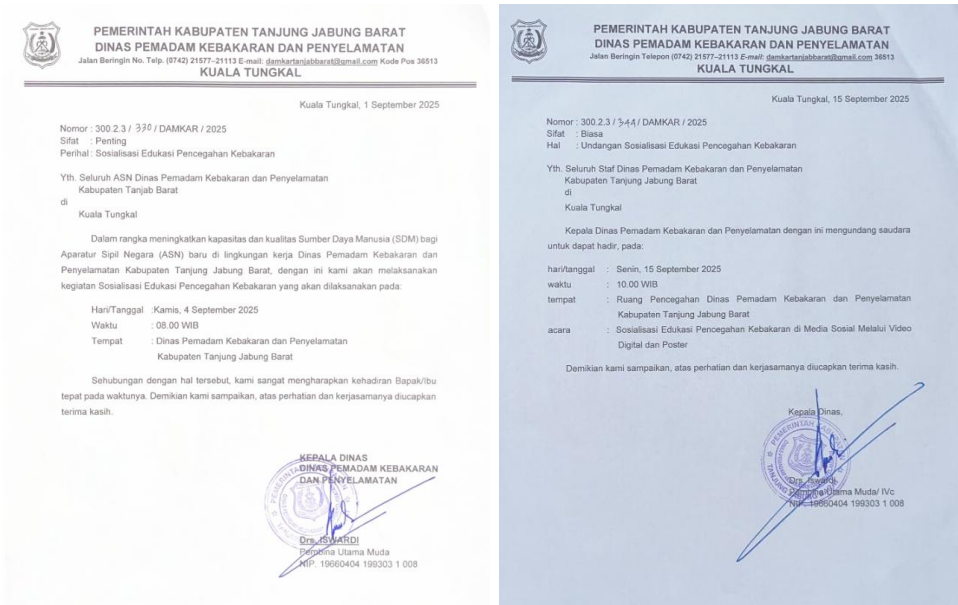 PEMERINTAH KABUPATEN TANJUNG JABUNG BARAT
DINAS PEMADAM KEBAKARAN DAN PENYELAMATAN
Jalan Beringin No. Telp. (0742) 21577–21113 E-mail: damkartanjabbarat@gmail.com Kode Pos 36513
KUALA TUNGKAL
Kuala Tungkal, 1 September 2025
Nomor : 300.2.3 / 330 / DAMKAR / 2025
Sifat : Penting
Perihal : Sosialisasi Edukasi Pencegahan Kebakaran
Yth. Seluruh ASN Dinas Pemadam Kebakaran dan Penyelamatan
Kabupaten Tanjab Barat
di
Kuala Tungkal
Dalam rangka meningkatkan kapasitas dan kualitas Sumber Daya Manusia (SDM) bagi
Aparatur Sipil Negara (ASN) baru di lingkungan kerja Dinas Pemadam Kebakaran dan
Penyelamatan Kabupaten Tanjung Jabung Barat, dengan ini kami akan melaksanakan
kegiatan Sosialisasi Edukasi Pencegahan Kebakaran yang akan dilaksanakan pada:
Hari/Tanggal :Kamis, 4 September 2025
Waktu : 08.00 WIB
Tempat : Dinas Pemadam Kebakaran dan Penyelamatan
Kabupaten Tanjung Jabung Barat
Sehubungan dengan hal tersebut, kami sangat mengharapkan kehadiran Bapak/Ibu
tepat pada waktunya. Demikian kami sampaikan, atas perhatian dan kerjasamanya diucapkan
terima kasih.
KEPALA DINAS
DINAS PEMADAM KEBAKARAN
DAN PENYELAMATAN
Drs. ISWARDI
Pembina Utama Muda
NIP. 19660404 199303 1 008
PEMERINTAH KABUPATEN TANJUNG JABUNG BARAT
DINAS PEMADAM KEBAKARAN DAN PENYELAMATAN
Jalan Beringin Telepon (0742) 21577–21113 E-mail: damkartanjabbarat@gmail.com 36513
KUALA TUNGKAL
Kuala Tungkal, 15 September 2025
Nomor : 300.2.3 / 344 / DAMKAR / 2025
Sifat : Biasa
Hal : Undangan Sosialisasi Edukasi Pencegahan Kebakaran
Yth. Seluruh Staf Dinas Pemadam Kebakaran dan Penyelamatan
Kabupaten Tanjung Jabung Barat
di
Kuala Tungkal
Kepala Dinas Pemadam Kebakaran dan Penyelamatan dengan ini mengundang saudara
untuk dapat hadir, pada:
hari/tanggal : Senin, 15 September 2025
waktu : 10.00 WIB
tempat : Ruang Pencegahan Dinas Pemadam Kebakaran dan Penyelamatan
Kabupaten Tanjung Jabung Barat
acara : Sosialisasi Edukasi Pencegahan Kebakaran di Media Sosial Melalui Video
Digital dan Poster
Demikian kami sampaikan, atas perhatian dan kerjasamanya diucapkan terima kasih.
Kepala Dinas,
Drs. Iswardi
Pembina Utama Muda/ IVc
NIP. 19660404 199303 1 008